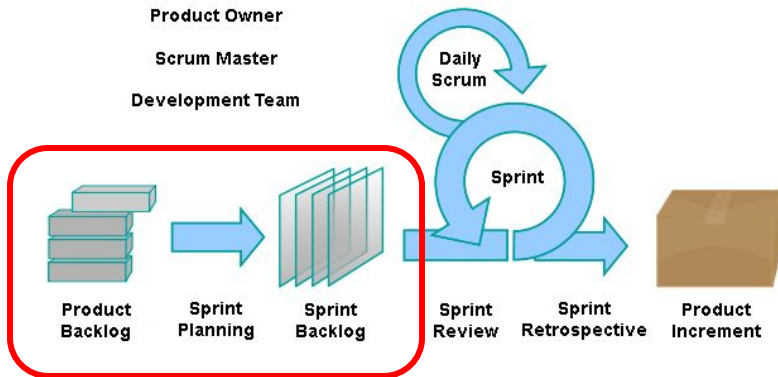 Product Owner
Scrum Master
Development Team
Daily
Scrum
Sprint
Product
Backlog
Sprint
Planning
Sprint
Backlog
Sprint
Review
Sprint
Retrospective
Product
Increment